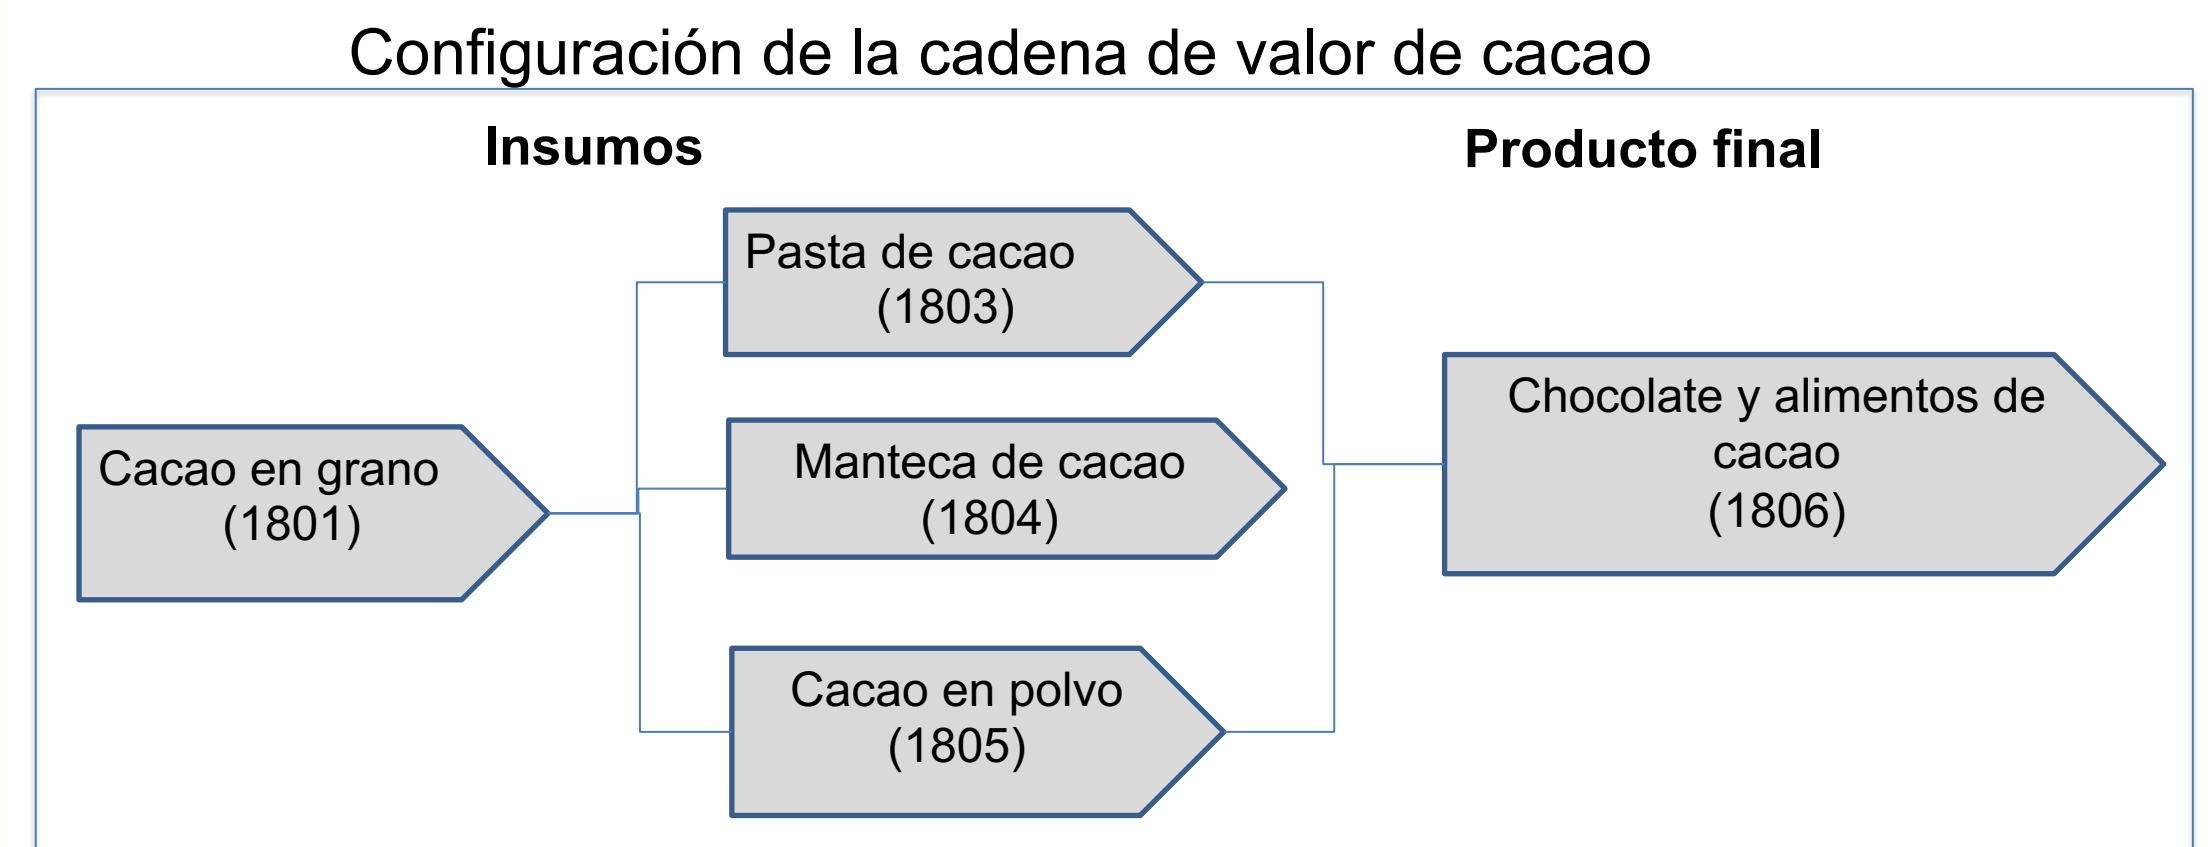 Configuración de la cadena de valor de cacao
Insumos
Producto final
Pasta de cacao
(1803)
Cacao en grano
(1801)
Manteca de cacao
(1804)
Cacao en polvo
(1805)
Chocolate y alimentos de
cacao
(1806)